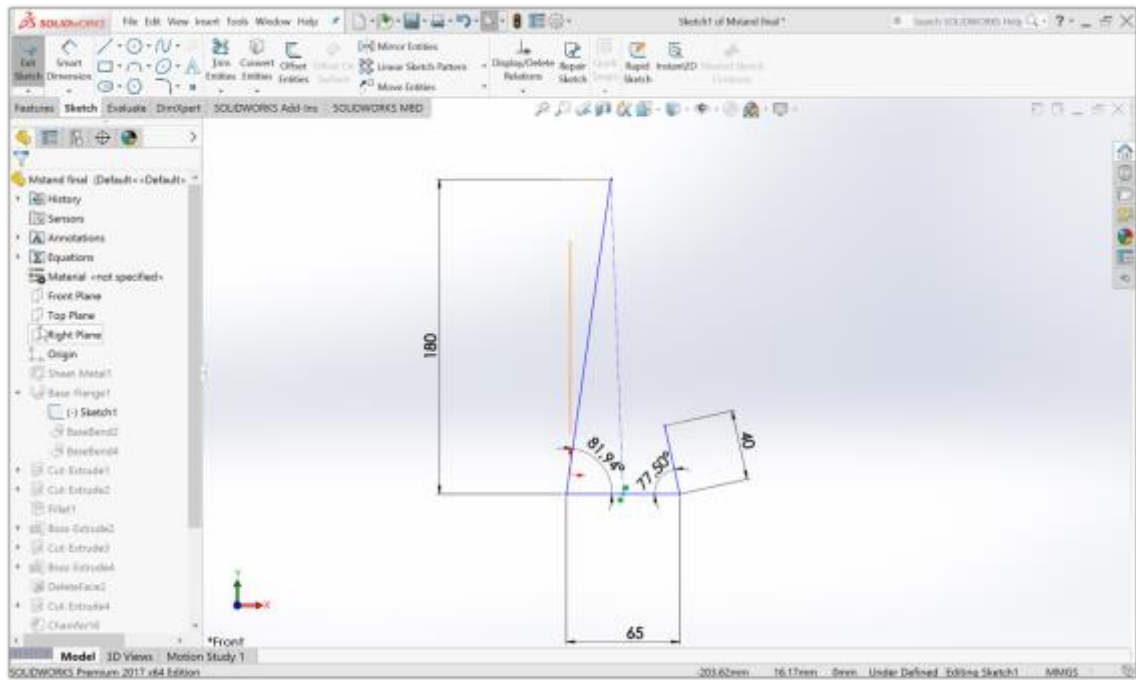 SOLIDWORKS File Edit View Insert Tools Window Help Sketch1 of Mstand final *
Exit Sketch Smart Dimension Trim Entities Convert Entities Offset Entities Mirror Entities Linear Sketch Pattern Move Entities Display/Delete Relations Repair Sketch Rapid Sketch Instant2D
Features Sketch Evaluate DimXpert SOLIDWORKS Add-Ins SOLIDWORKS MBD
Mstand final (Default<<Default>
History
Sensors
Annotations
Equations
Material <not specified>
Front Plane
Top Plane
Right Plane
Origin
Sheet-Metal1
Base-Flange1
(-) Sketch1
BaseBend2
BaseBend4
Cut-Extrude1
Cut-Extrude2
Fillet1
Boss-Extrude2
Cut-Extrude3
Boss-Extrude4
DeleteFace2
Cut-Extrude4
180
81,94°
77,50°
40
65
Y
X
*Front
Model 3D Views Motion Study 1
SOLIDWORKS Premium 2017 x64 Edition -203.62mm 16.17mm 0mm Under Defined Editing Sketch1 MMGS